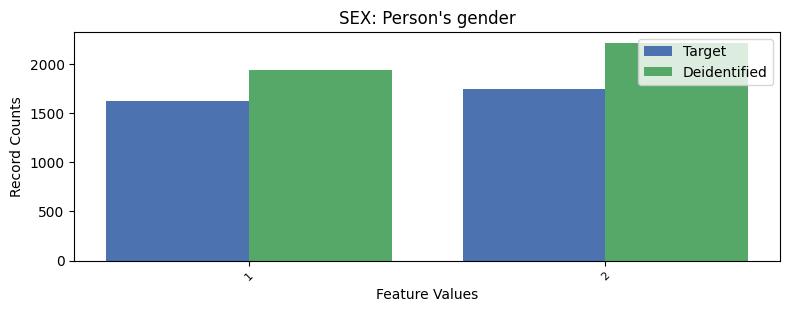 SEX: Person's gender
Target
Deidentified
Record Counts
2000
1500
1000
500
0
1
2
Feature Values